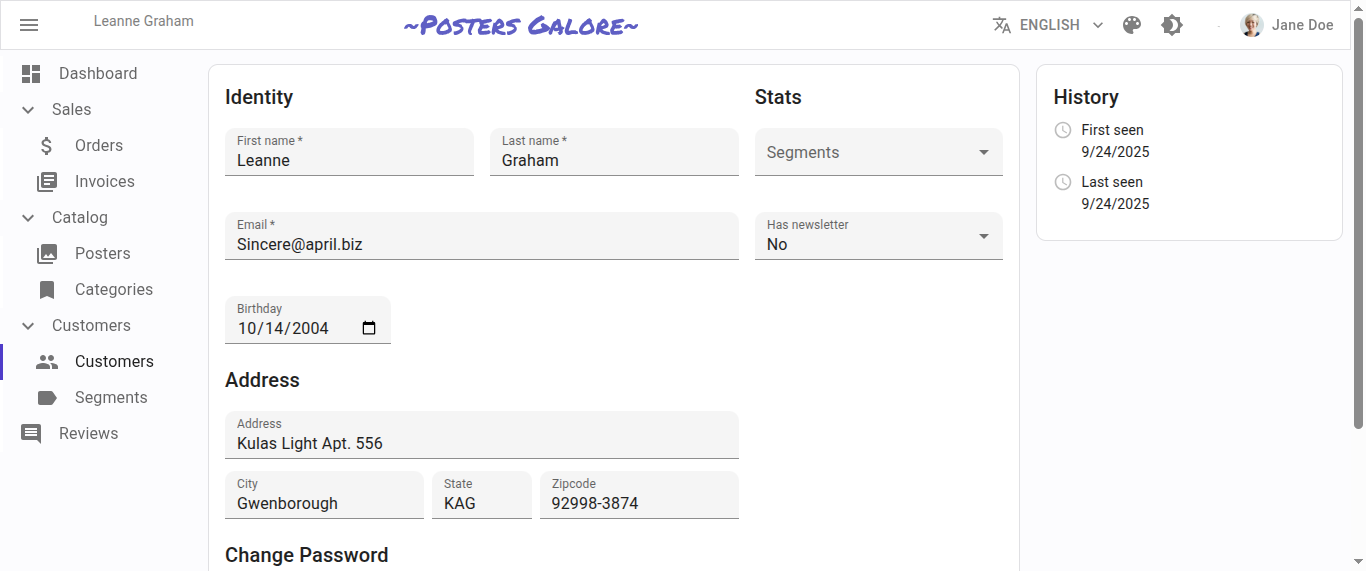 Leanne Graham
~Posters Galore~
ENGLISH
Jane Doe
Dashboard
Sales
Orders
Invoices
Catalog
Posters
Categories
Customers
Customers
Segments
Reviews
Identity
First name *
Leanne
Last name *
Graham
Email *
Sincere@april.biz
Birthday
10/14/2004
Stats
Segments
Has newsletter
No
Address
Address
Kulas Light Apt. 556
City
Gwenborough
State
KAG
Zipcode
92998-3874
Change Password
History
First seen
9/24/2025
Last seen
9/24/2025